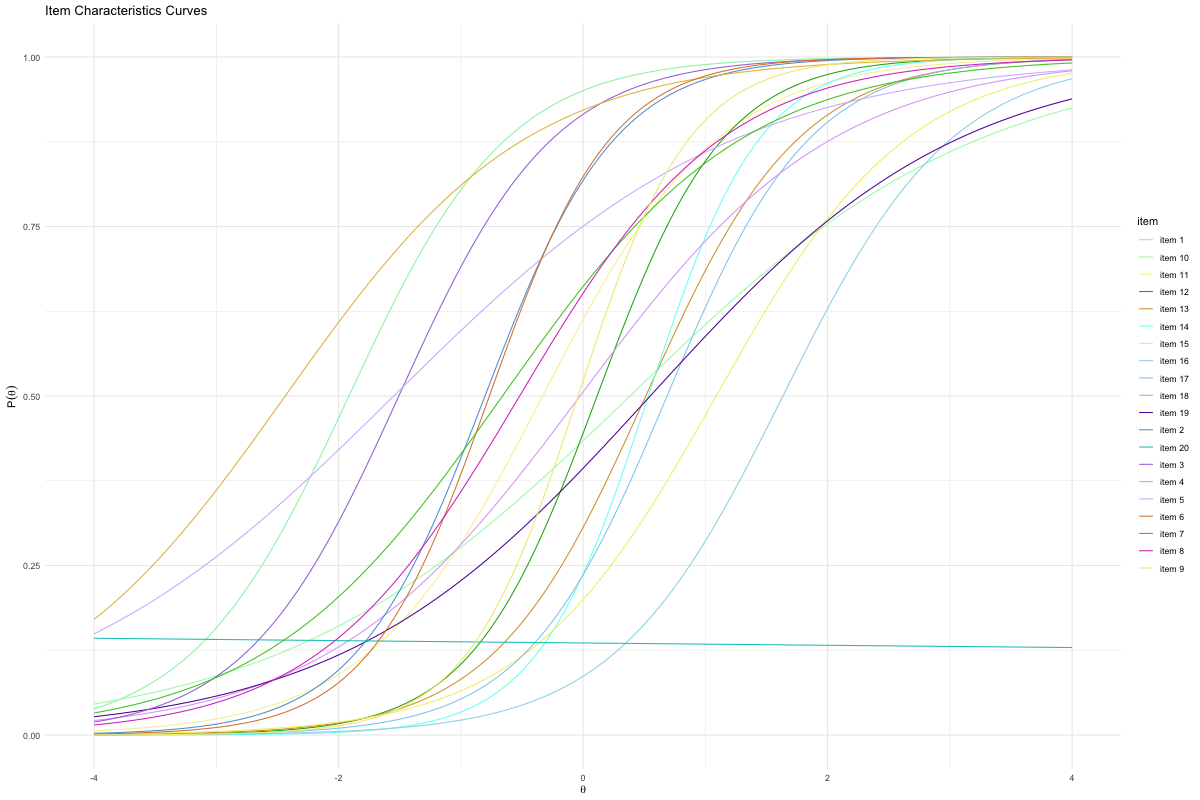 Item Characteristics Curves
1.00
0.75
0.50
0.25
0.00
P(θ)
-4
-2
0
2
4
θ
item
item 1
item 10
item 11
item 12
item 13
item 14
item 15
item 16
item 17
item 18
item 19
item 2
item 20
item 3
item 4
item 5
item 6
item 7
item 8
item 9